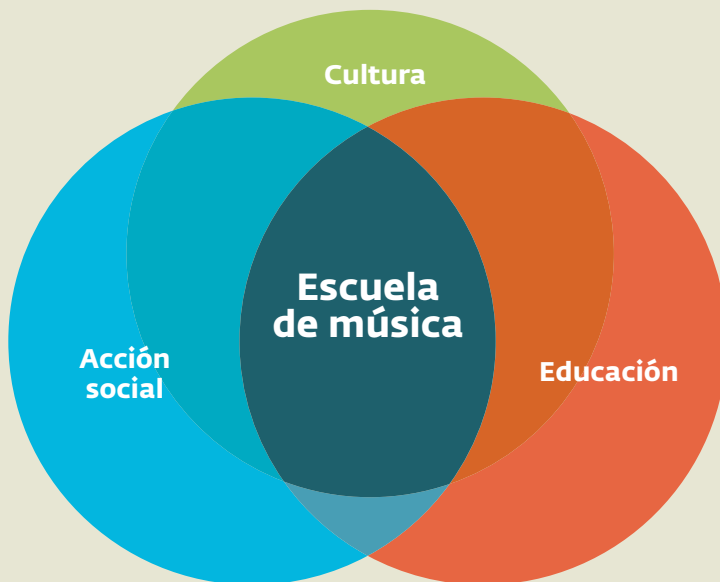 Cultura
Escuela
de música
Acción
social
Educación